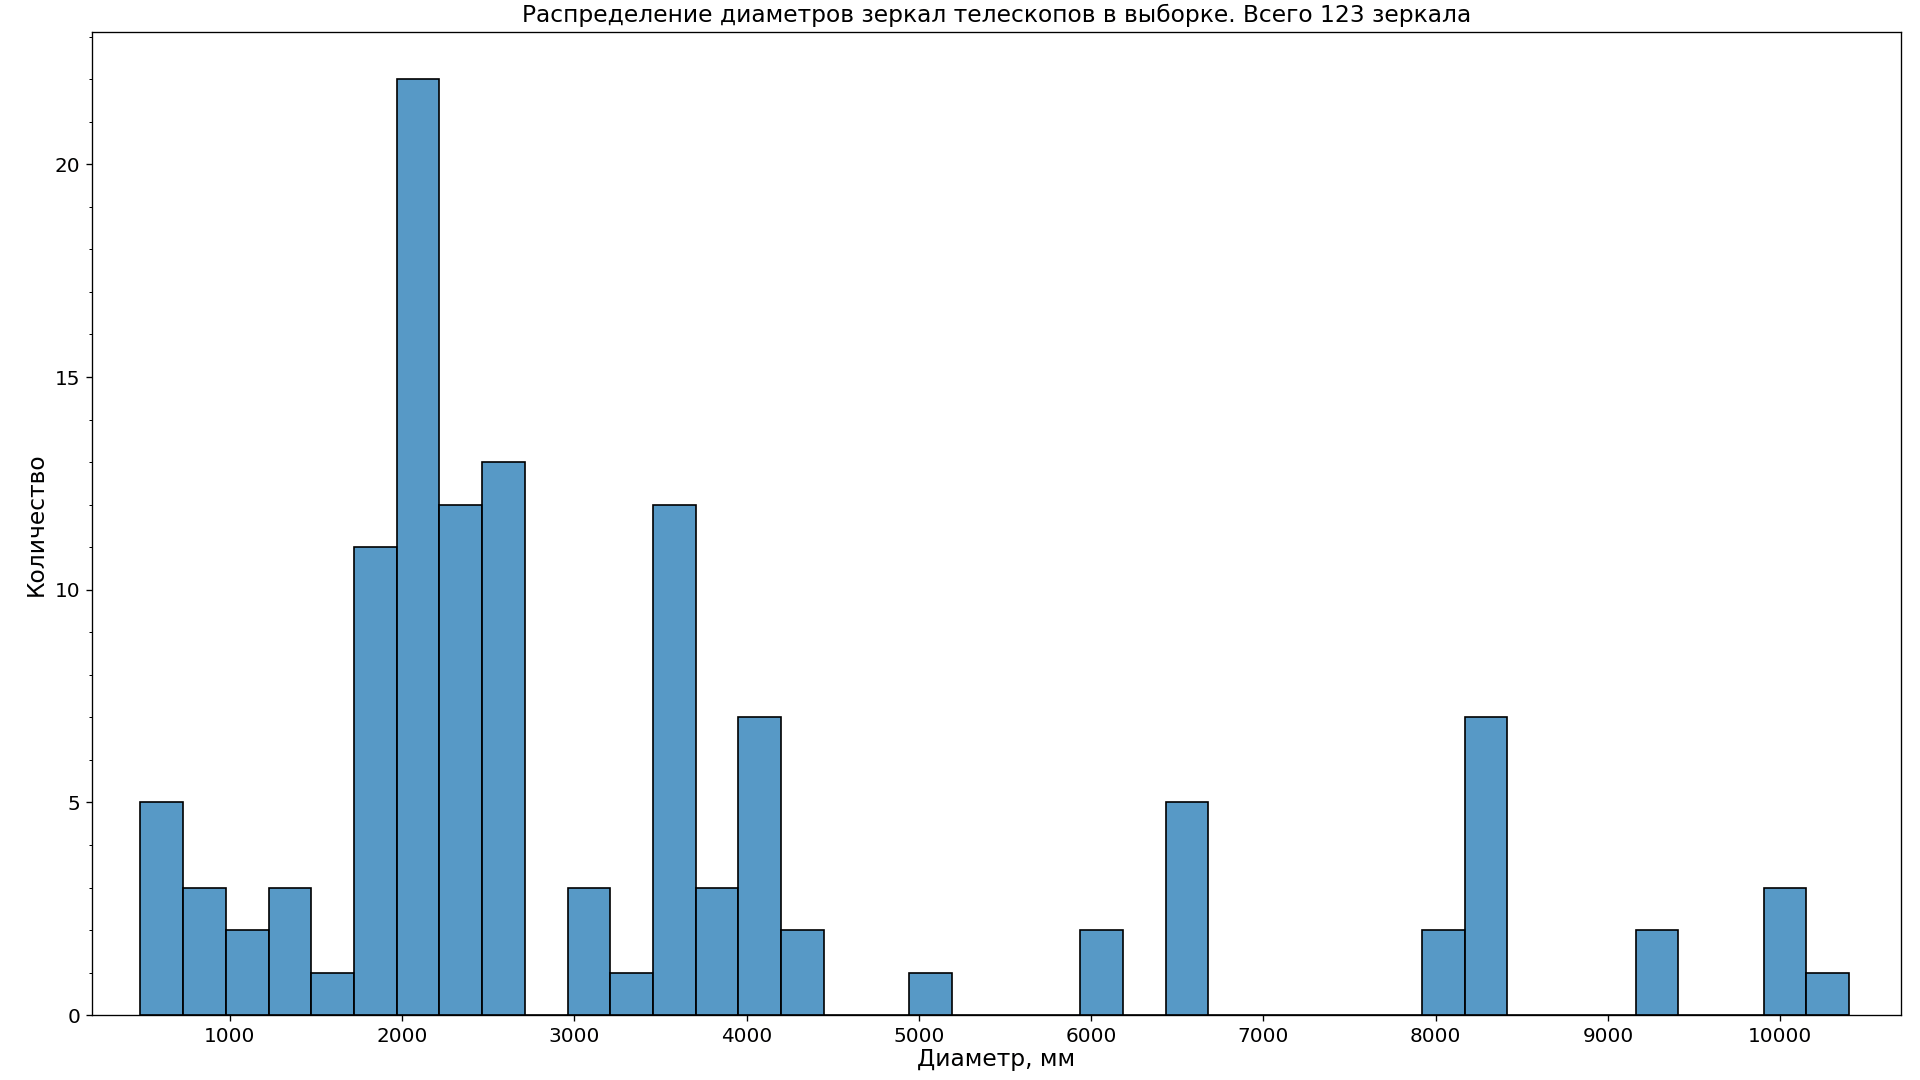 Распределение диаметров зеркал телескопов в выборке. Всего 123 зеркала
Количество
20
15
10
5
0
1000 2000 3000 4000 5000 6000 7000 8000 9000 10000
Диаметр, мм